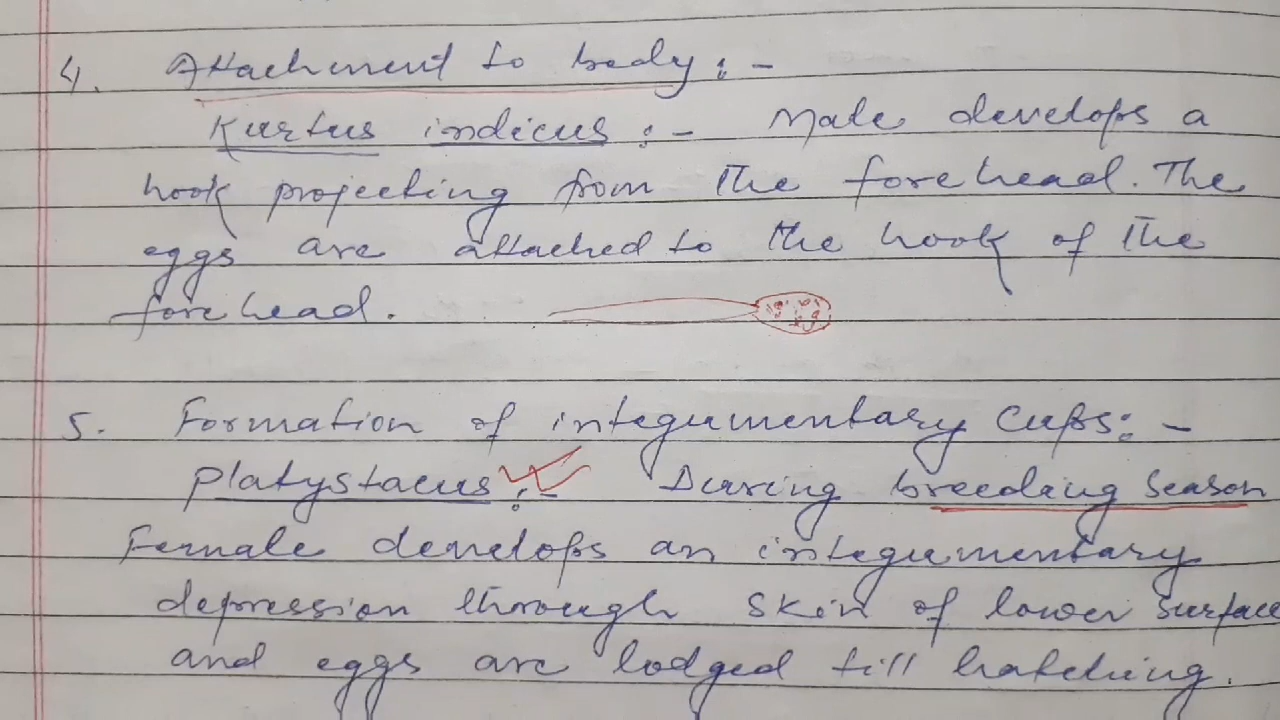 4. Attachment to body : -
Kurtus indicus : - Male develops a
hook projecting from the forehead. The
eggs are attached to the hook of the
forehead.
5. Formation of integumentary Cups: -
Platystacus : - During breeding season
Female develops an integumentary
depression through skin of lower surface
and eggs are lodged till hatching.